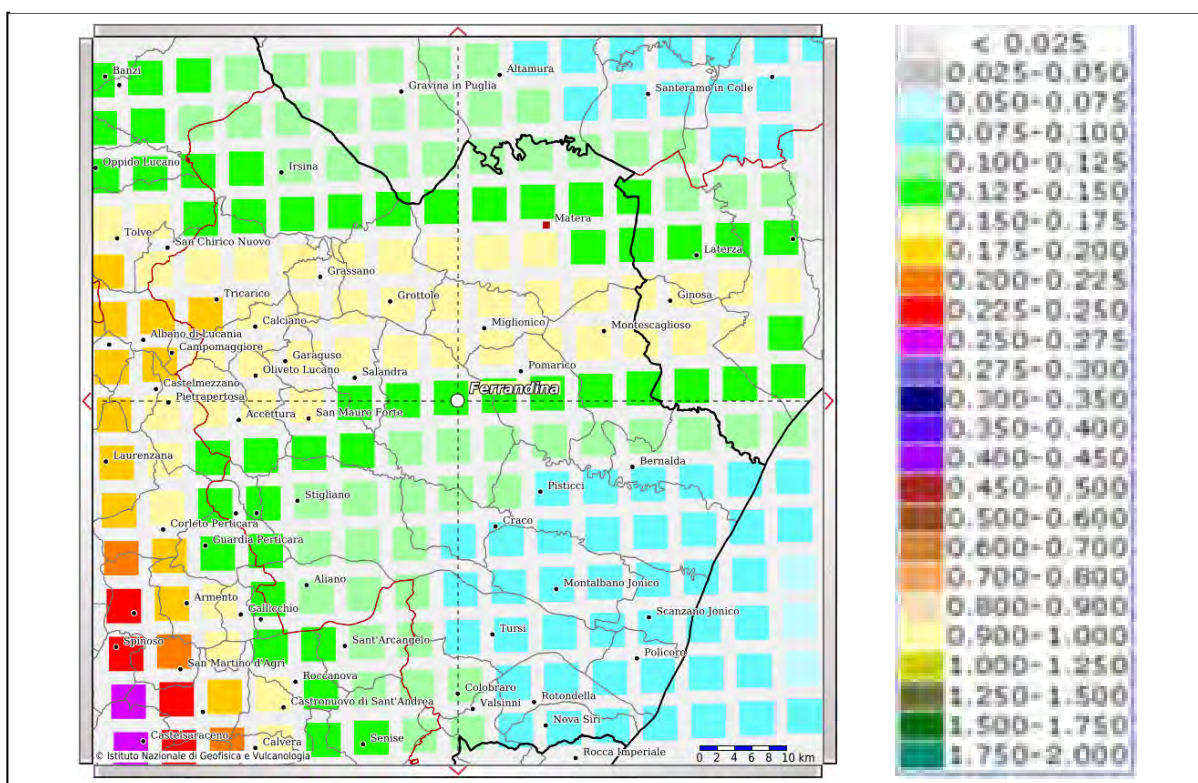 Banzi
Altamura
Gravina in Puglia
Santeramo in Colle
Oppido Lucano
Irsina
Matera
Tolve
San Chirico Nuovo
Laterza
Grassano
Tricarico
Grottole
Ginosa
Calciano
Miglionico
Montescaglioso
Albano di Lucania
Campomaggiore
Garaguso
Oliveto Lucano
Salandra
Pomarico
Castelmezzano
Ferrandina
Pietrapertosa
Accettura
San Mauro Forte
Laurenzana
Bernalda
Stigliano
Pisticci
Corleto Perticara
Craco
Guardia Perticara
Aliano
Montalbano Jonico
Armento
Gallicchio
Scanzano Jonico
Tursi
Spinoso
Sant'Arcangelo
Policoro
San Martino d'Agri
Roccanova
Colobraro
Rotondella
Castronuovo di Sant'Andrea
Valsinni
Nova Siri
Castelsaraceno
Calvera
Senise
Rocca Imperiale
© Istituto Nazionale di Geofisica e Vulcanologia
0 2 4 6 8 10 km
< 0.025
0.025-0.050
0.050-0.075
0.075-0.100
0.100-0.125
0.125-0.150
0.150-0.175
0.175-0.200
0.200-0.225
0.225-0.250
0.250-0.275
0.275-0.300
0.300-0.350
0.350-0.400
0.400-0.450
0.450-0.500
0.500-0.600
0.600-0.700
0.700-0.800
0.800-0.900
0.900-1.000
1.000-1.250
1.250-1.500
1.500-1.750
1.750-2.000